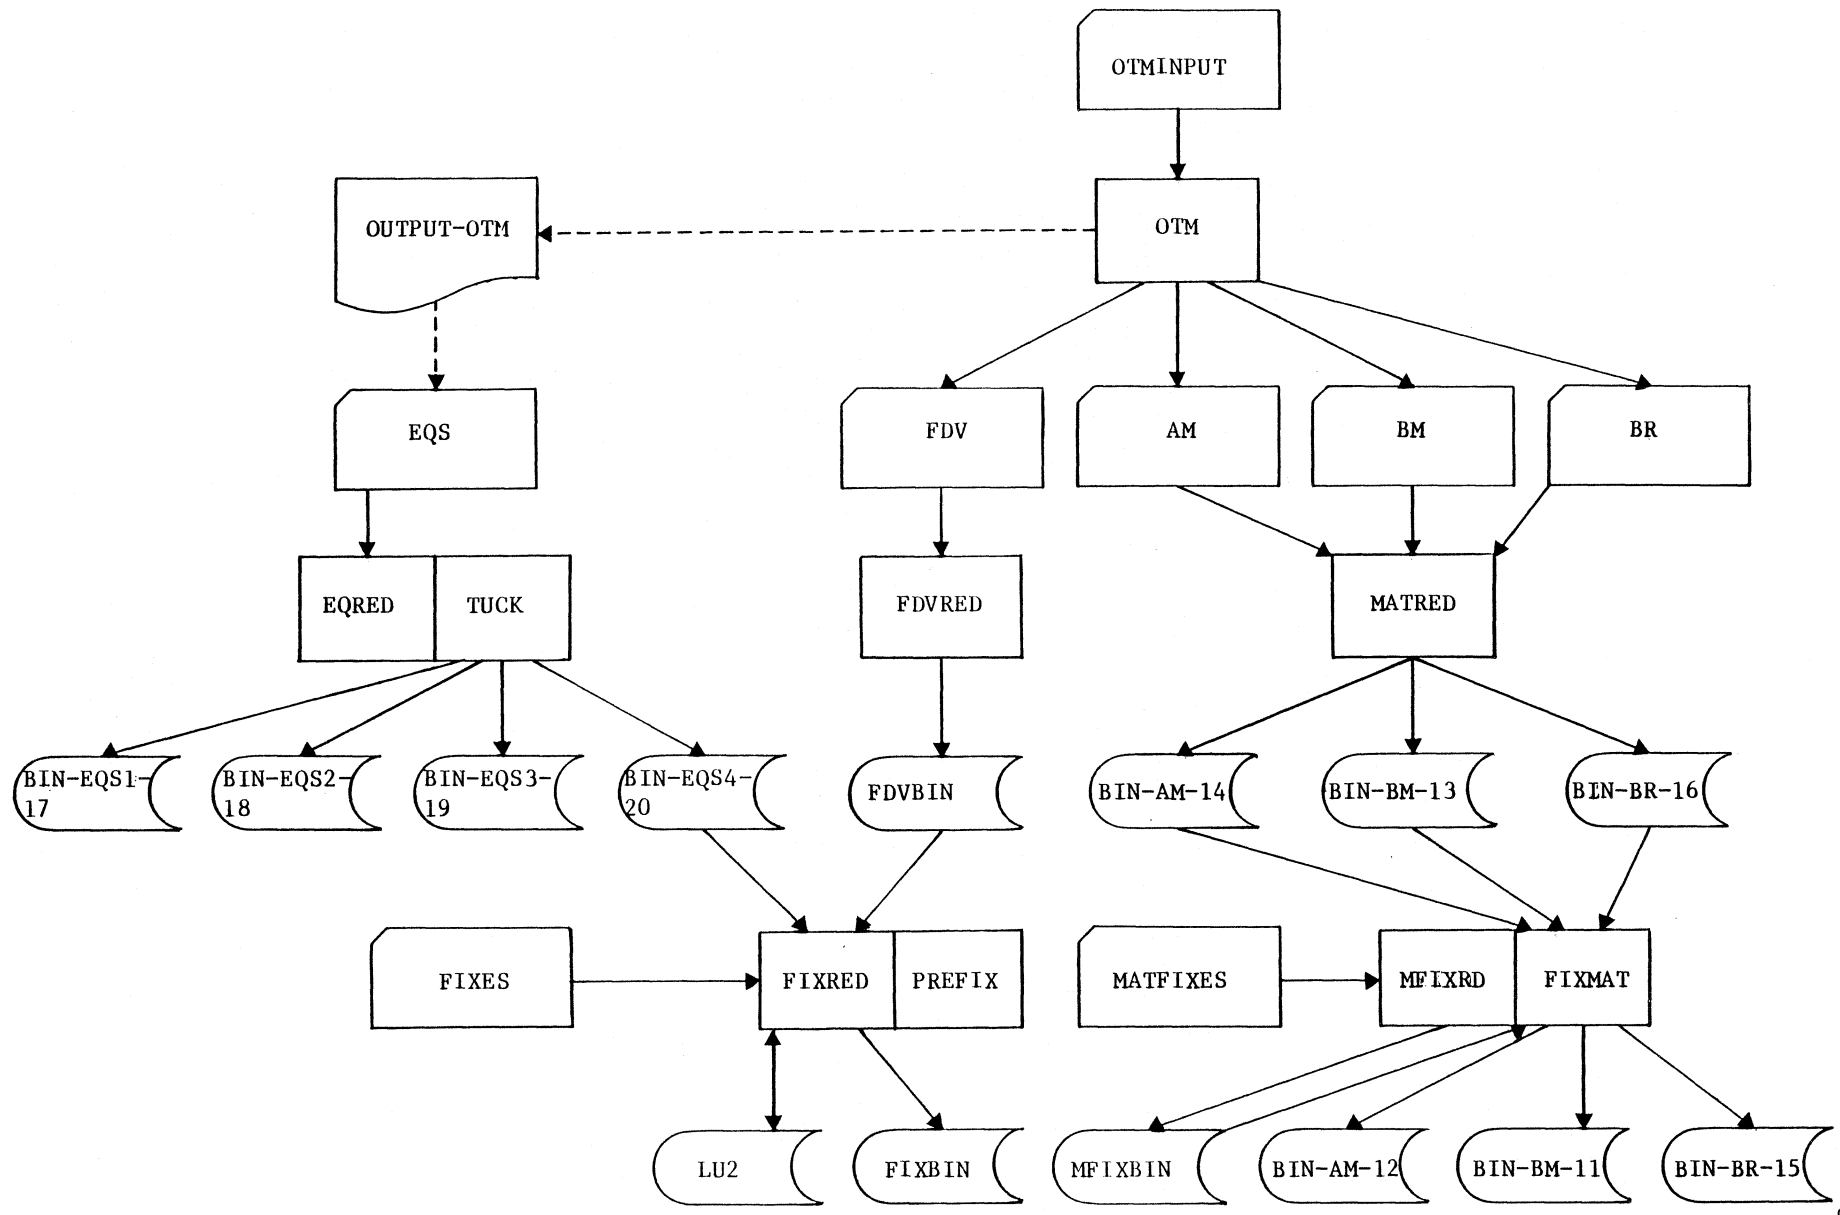 OTMINPUT
OUTPUT-OTM
OTM
EQS
FDV
AM
BM
BR
EQRED
TUCK
FDVRED
MATRED
BIN-EQS1-
17
BIN-EQS2-
18
BIN-EQS3-
19
BIN-EQS4-
20
FDVBIN
BIN-AM-14
BIN-BM-13
BIN-BR-16
FIXES
FIXRED
PREFIX
MATFIXES
MFIXRD
FIXMAT
LU2
FIXBIN
MFIXBIN
BIN-AM-12
BIN-BM-11
BIN-BR-15